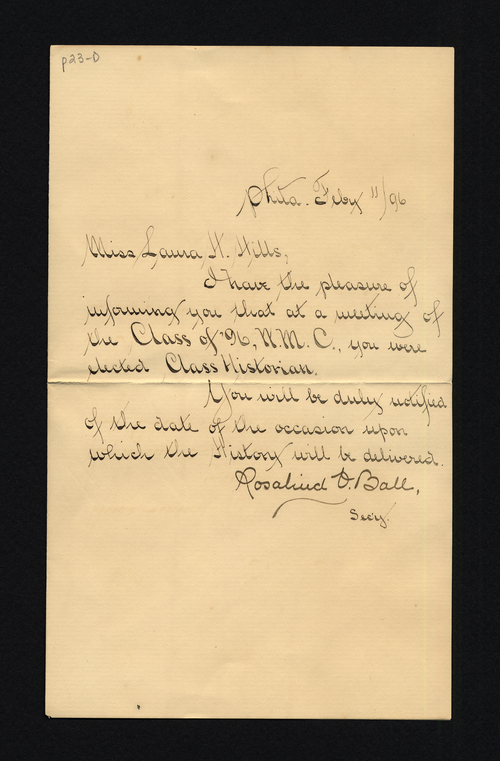 p23-D
Phila. Feby 11/96
Miss Laura H. Hills,
I have the pleasure of
informing you that at a meeting of
the Class of '96, W.M.C., you were
elected Class Historian.
You will be duly notified
of the date of the occasion upon
which the History will be delivered.
Rosalind D. Ball,
Secy.